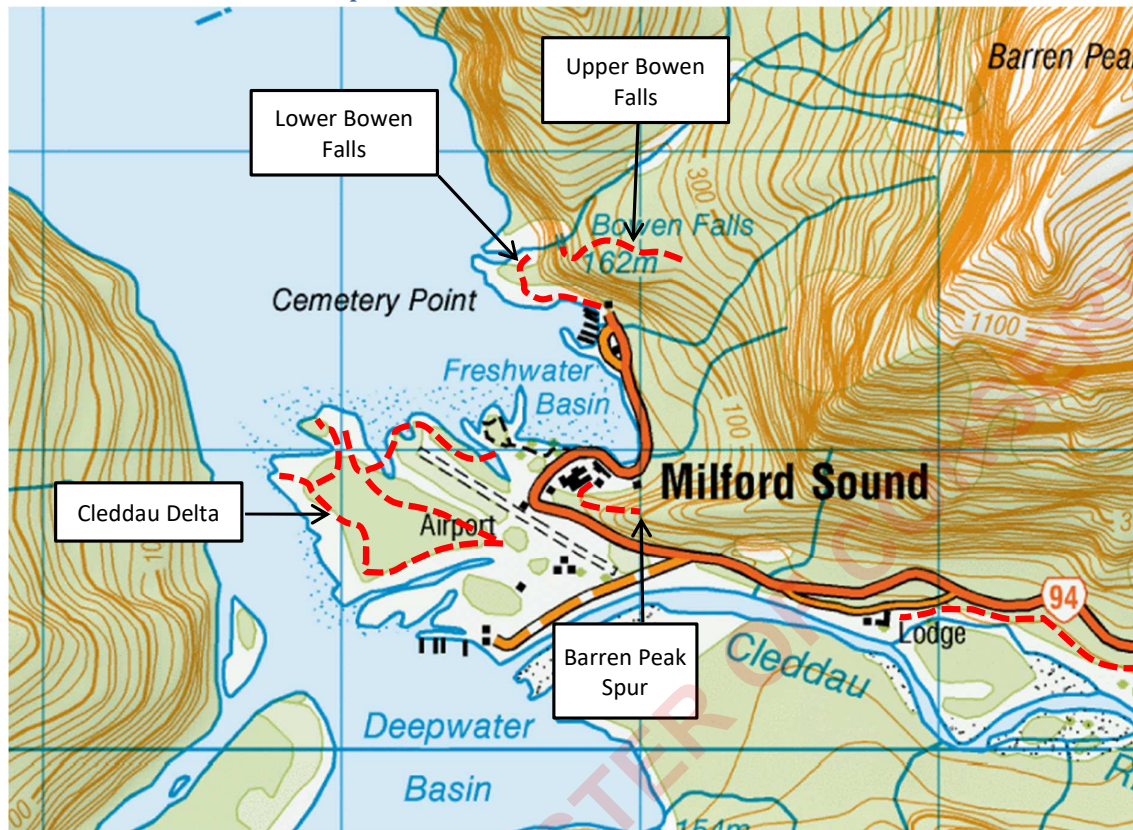 Barren Pea
Upper Bowen
Falls
Lower Bowen
Falls
300
Bowen Falls
162m
Cemetery Point
1100
Freshwater
Basin
100
Milford Sound
Cleddau Delta
Airport
94
Lodge
Barren Peak
Spur
Cleddau
Deepwater
Basin
154m